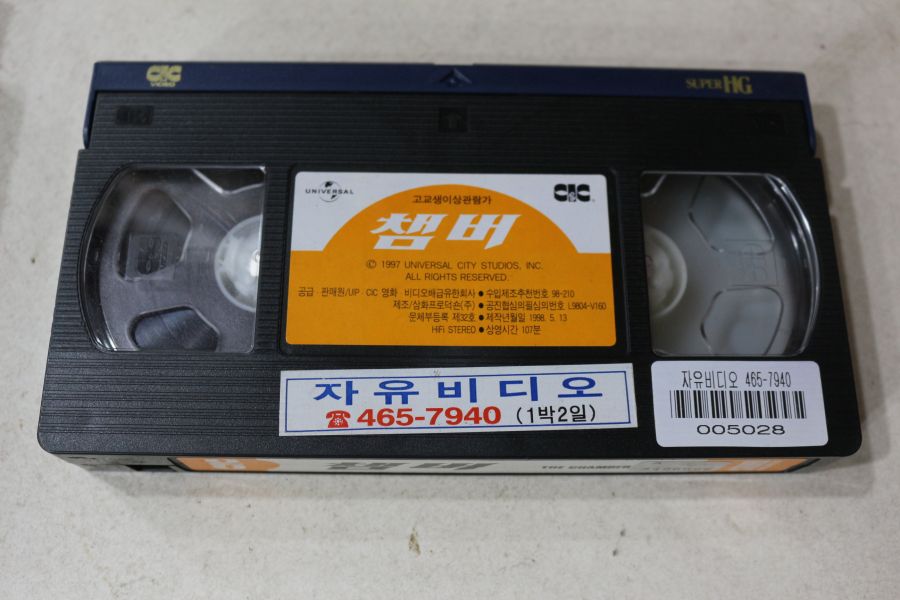 CIC
VIDEO
SUPER HG
UNIVERSAL
고교생이상관람가
CIC
챔버
© 1997 UNIVERSAL CITY STUDIOS, INC.
ALL RIGHTS RESERVED.
공급·판매원/UIP·CIC 영화·비디오배급유한회사 ● 수입제조추천번호 98-210
제조/삼화프로덕숀(주) ● 공진협심의필심의번호 L9804-V160
문체부등록 제32호 ● 제작년월일 1998. 5. 13
HiFi STEREO ● 상영시간 107분
자유비디오
☎465-7940 (1박2일)
자유비디오 465-7940
005028
챔버
THE CHAMBER